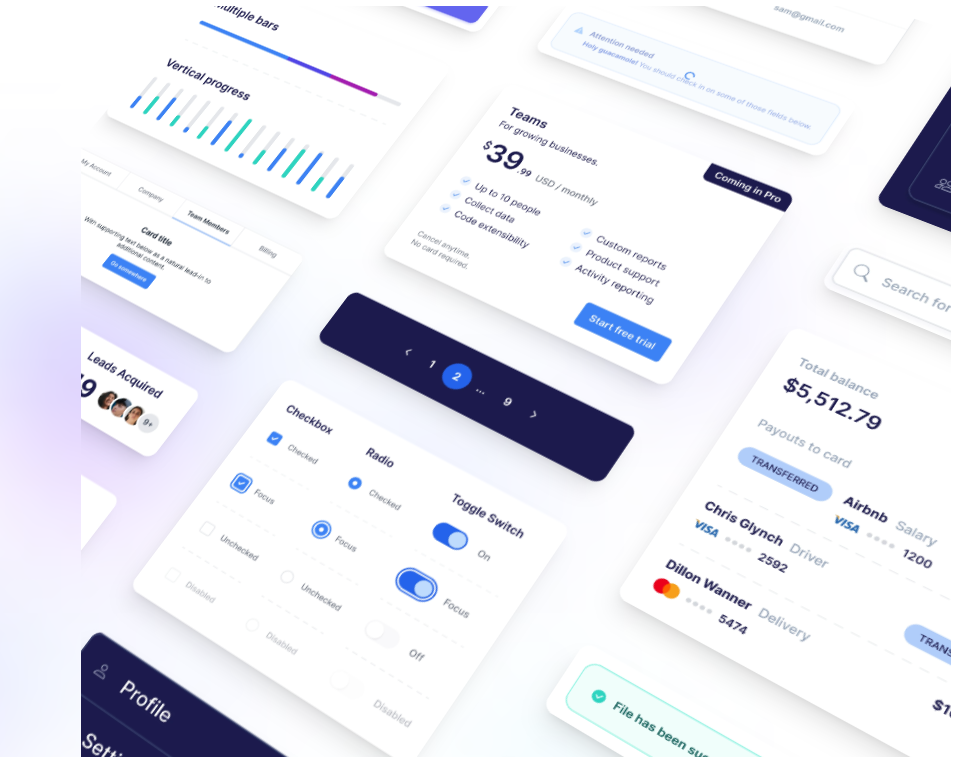 multiple bars
Vertical progress
sam@gmail.com
Attention needed
Holy guacamole! You should check in on some of those fields below.
Teams
For growing businesses.
$39.99 USD / monthly
Coming in Pro
Up to 10 people
Collect data
Code extensibility
Custom reports
Product support
Activity reporting
Cancel anytime.
No card required.
Start free trial
My Account
Company
Team Members
Billing
Card title
With supporting text below as a natural lead-in to
additional content.
Go somewhere
Leads Acquired
9+
1 2 ... 9
Search for
Total balance
$5,512.79
Payouts to card
TRANSFERRED
Airbnb Salary
VISA 1200
Chris Glynch Driver
VISA 2592
Dillon Wanner Delivery
5474
Checkbox
Checked
Focus
Unchecked
Disabled
Radio
Checked
Focus
Unchecked
Disabled
Toggle Switch
On
Focus
Off
Disabled
Profile
File has been